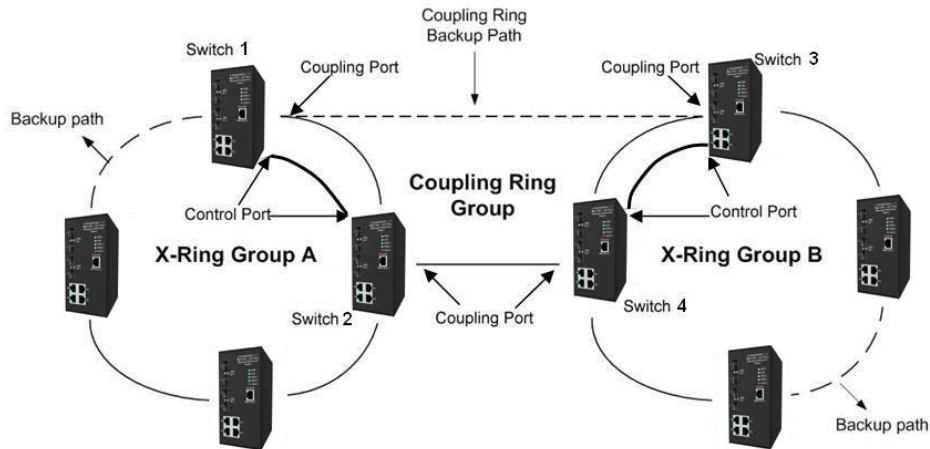 Coupling Ring
Backup Path
Switch 1
Coupling Port
Coupling Port
Switch 3
Backup path
Coupling Ring
Group
Control Port
Control Port
X-Ring Group A
X-Ring Group B
Switch 2
Coupling Port
Switch 4
Backup path